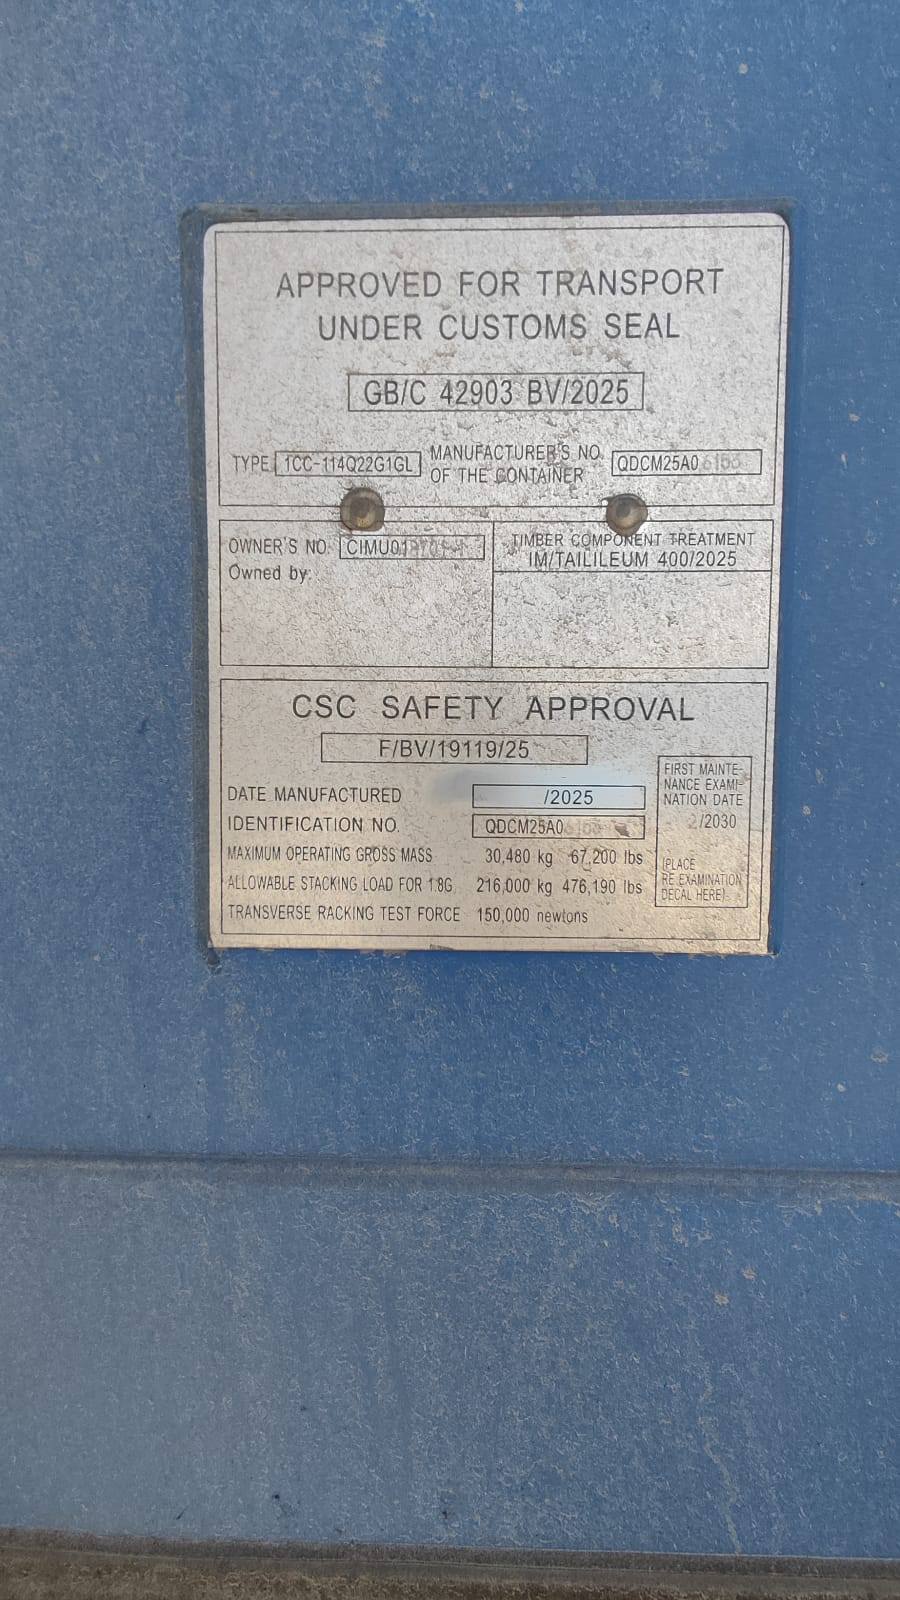 APPROVED FOR TRANSPORT
UNDER CUSTOMS SEAL
GB/C 42903 BV/2025
TYPE 1CC-114Q22G1GL MANUFACTURER'S NO.
OF THE CONTAINER
OWNER'S NO.
Owned by:
TIMBER COMPONENT TREATMENT
IM/TAILILEUM 400/2025
CSC SAFETY APPROVAL
F/BV/19119/25
DATE MANUFACTURED /2025
IDENTIFICATION NO.
MAXIMUM OPERATING GROSS MASS 30,480 kg 67,200 lbs
ALLOWABLE STACKING LOAD FOR 1.8G 216,000 kg 476,190 lbs
TRANSVERSE RACKING TEST FORCE 150,000 newtons
FIRST MAINTE-
NANCE EXAMI-
NATION DATE
/2030
(PLACE
RE EXAMINATION
DECAL HERE)